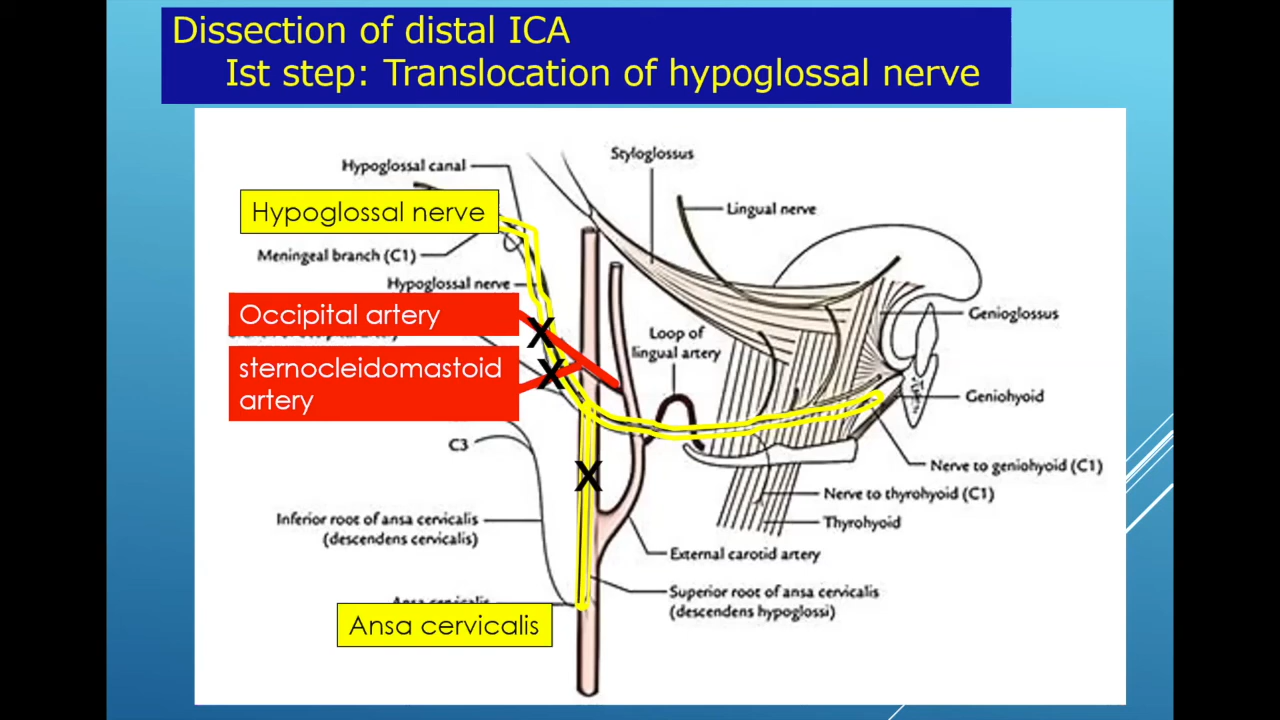 Dissection of distal ICA
Ist step: Translocation of hypoglossal nerve
Styloglossus
Hypoglossal canal
Lingual nerve
Hypoglossal nerve
Meningeal branch (C1)
Hypoglossal nerve
Occipital artery
Genioglossus
Loop of
lingual artery
X
sternocleidomastoid
artery
X
Geniohyoid
C3
Nerve to geniohyoid (C1)
X
Nerve to thyrohyoid (C1)
Inferior root of ansa cervicalis
(descendens cervicalis)
Thyrohyoid
External carotid artery
Superior root of ansa cervicalis
(descendens hypoglossi)
Ansa cervicalis
Ansa cervicalis